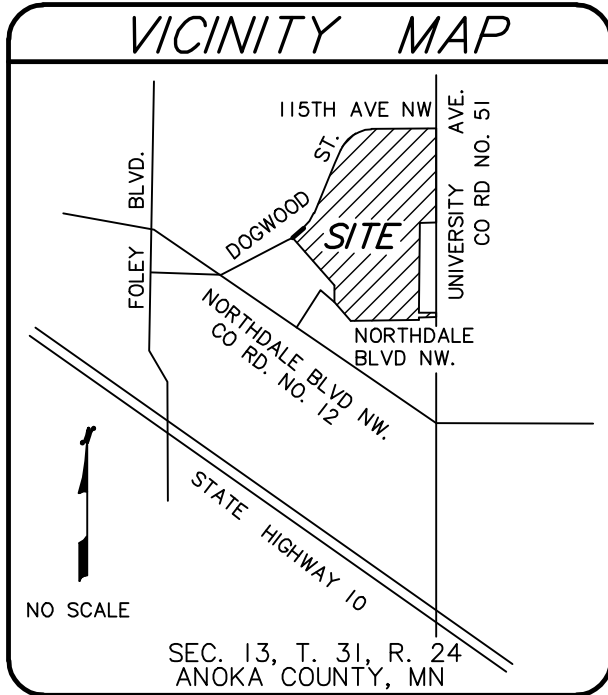 VICINITY MAP
115TH AVE NW
UNIVERSITY AVE.
CO RD NO. 51
DOGWOOD ST.
FOLEY BLVD.
SITE
NORTHDALE BLVD NW.
CO RD. NO. 12
NORTHDALE
BLVD NW.
STATE HIGHWAY 10
N
NO SCALE
SEC. 13, T. 31, R. 24
ANOKA COUNTY, MN